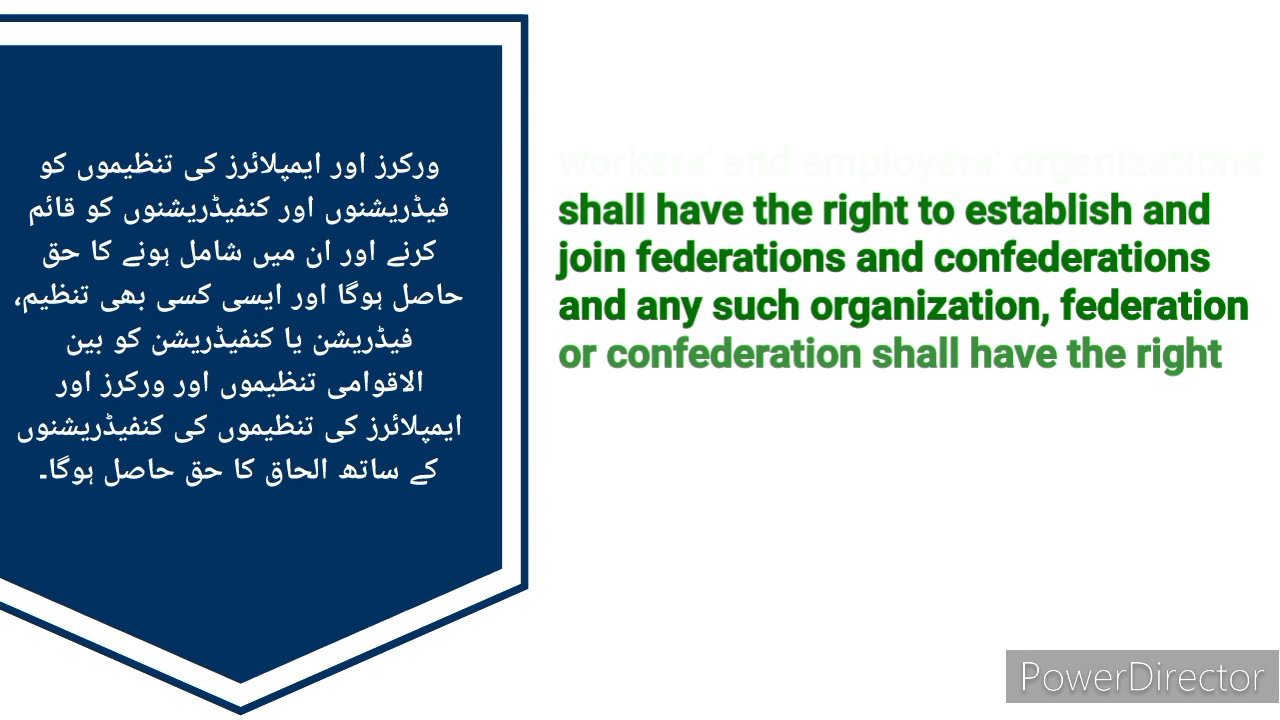 ورکرز اور ایمپلائرز کی تنظیموں کو
فیڈریشنوں اور کنفیڈریشنوں کو قائم
کرنے اور ان میں شامل ہونے کا حق
حاصل ہوگا اور ایسی کسی بھی تنظیم،
فیڈریشن یا کنفیڈریشن کو بین
الاقوامی تنظیموں اور ورکرز اور
ایمپلائرز کی تنظیموں کی کنفیڈریشنوں
کے ساتھ الحاق کا حق حاصل ہوگا۔
workers' and employers' organizations
shall have the right to establish and
join federations and confederations
and any such organization, federation
or confederation shall have the right
PowerDirector